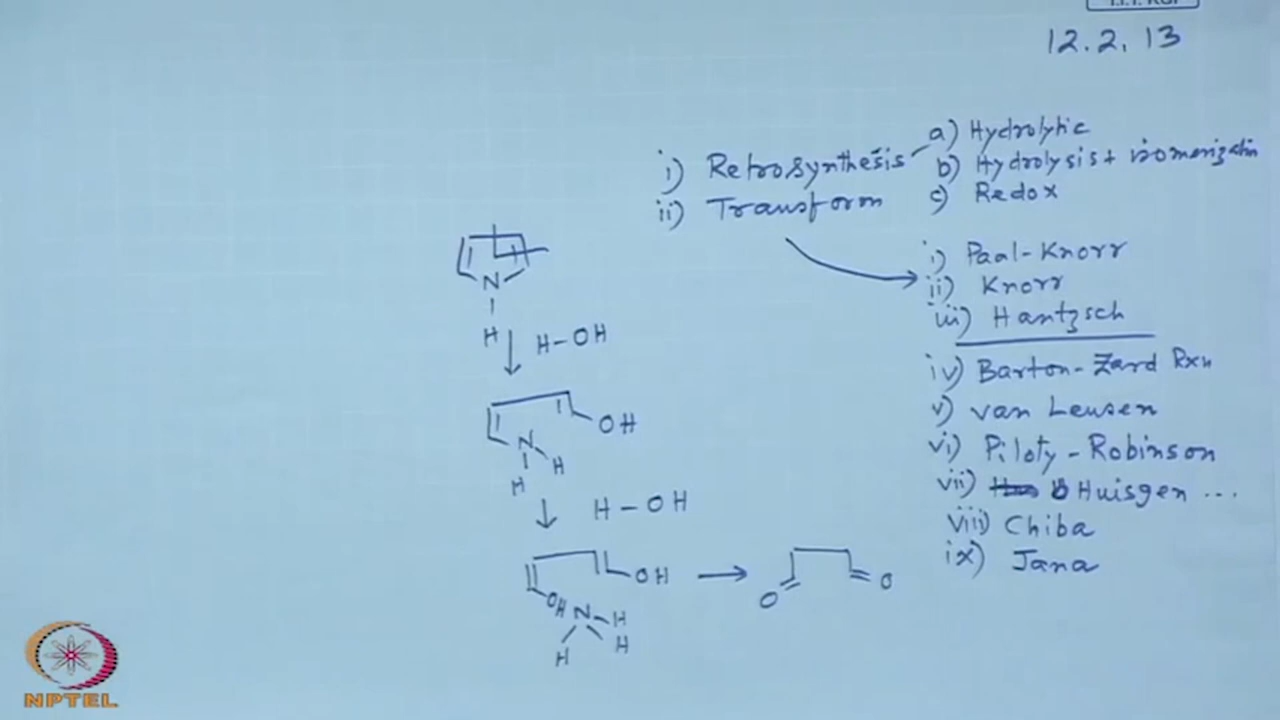 12.2.13
i) Retrosynthesis
ii) Transform
a) Hydrolytic
b) Hydrolysis + isomerizatin
c) Redox
i) Paal-Knorr
ii) Knorr
iii) Hantzsch
iv) Barton-Zard Rxn
v) van Leusen
vi) Piloty - Robinson
vii) Huisgen ...
viii) Chiba
ix) Jana
N
H
H-OH
OH
N
H
H
H-OH
OH
OH
N
H
H
H
O
O
NPTEL